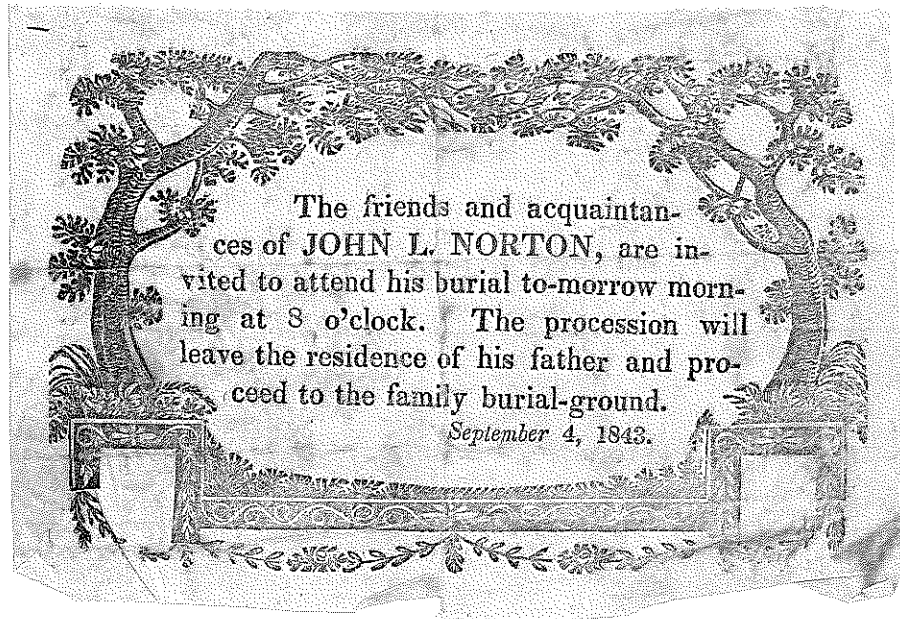 The friends and acquaintan-
ces of JOHN L. NORTON, are in-
vited to attend his burial to-morrow morn-
ing at 8 o'clock. The procession will
leave the residence of his father and pro-
ceed to the family burial-ground.
September 4, 1843.